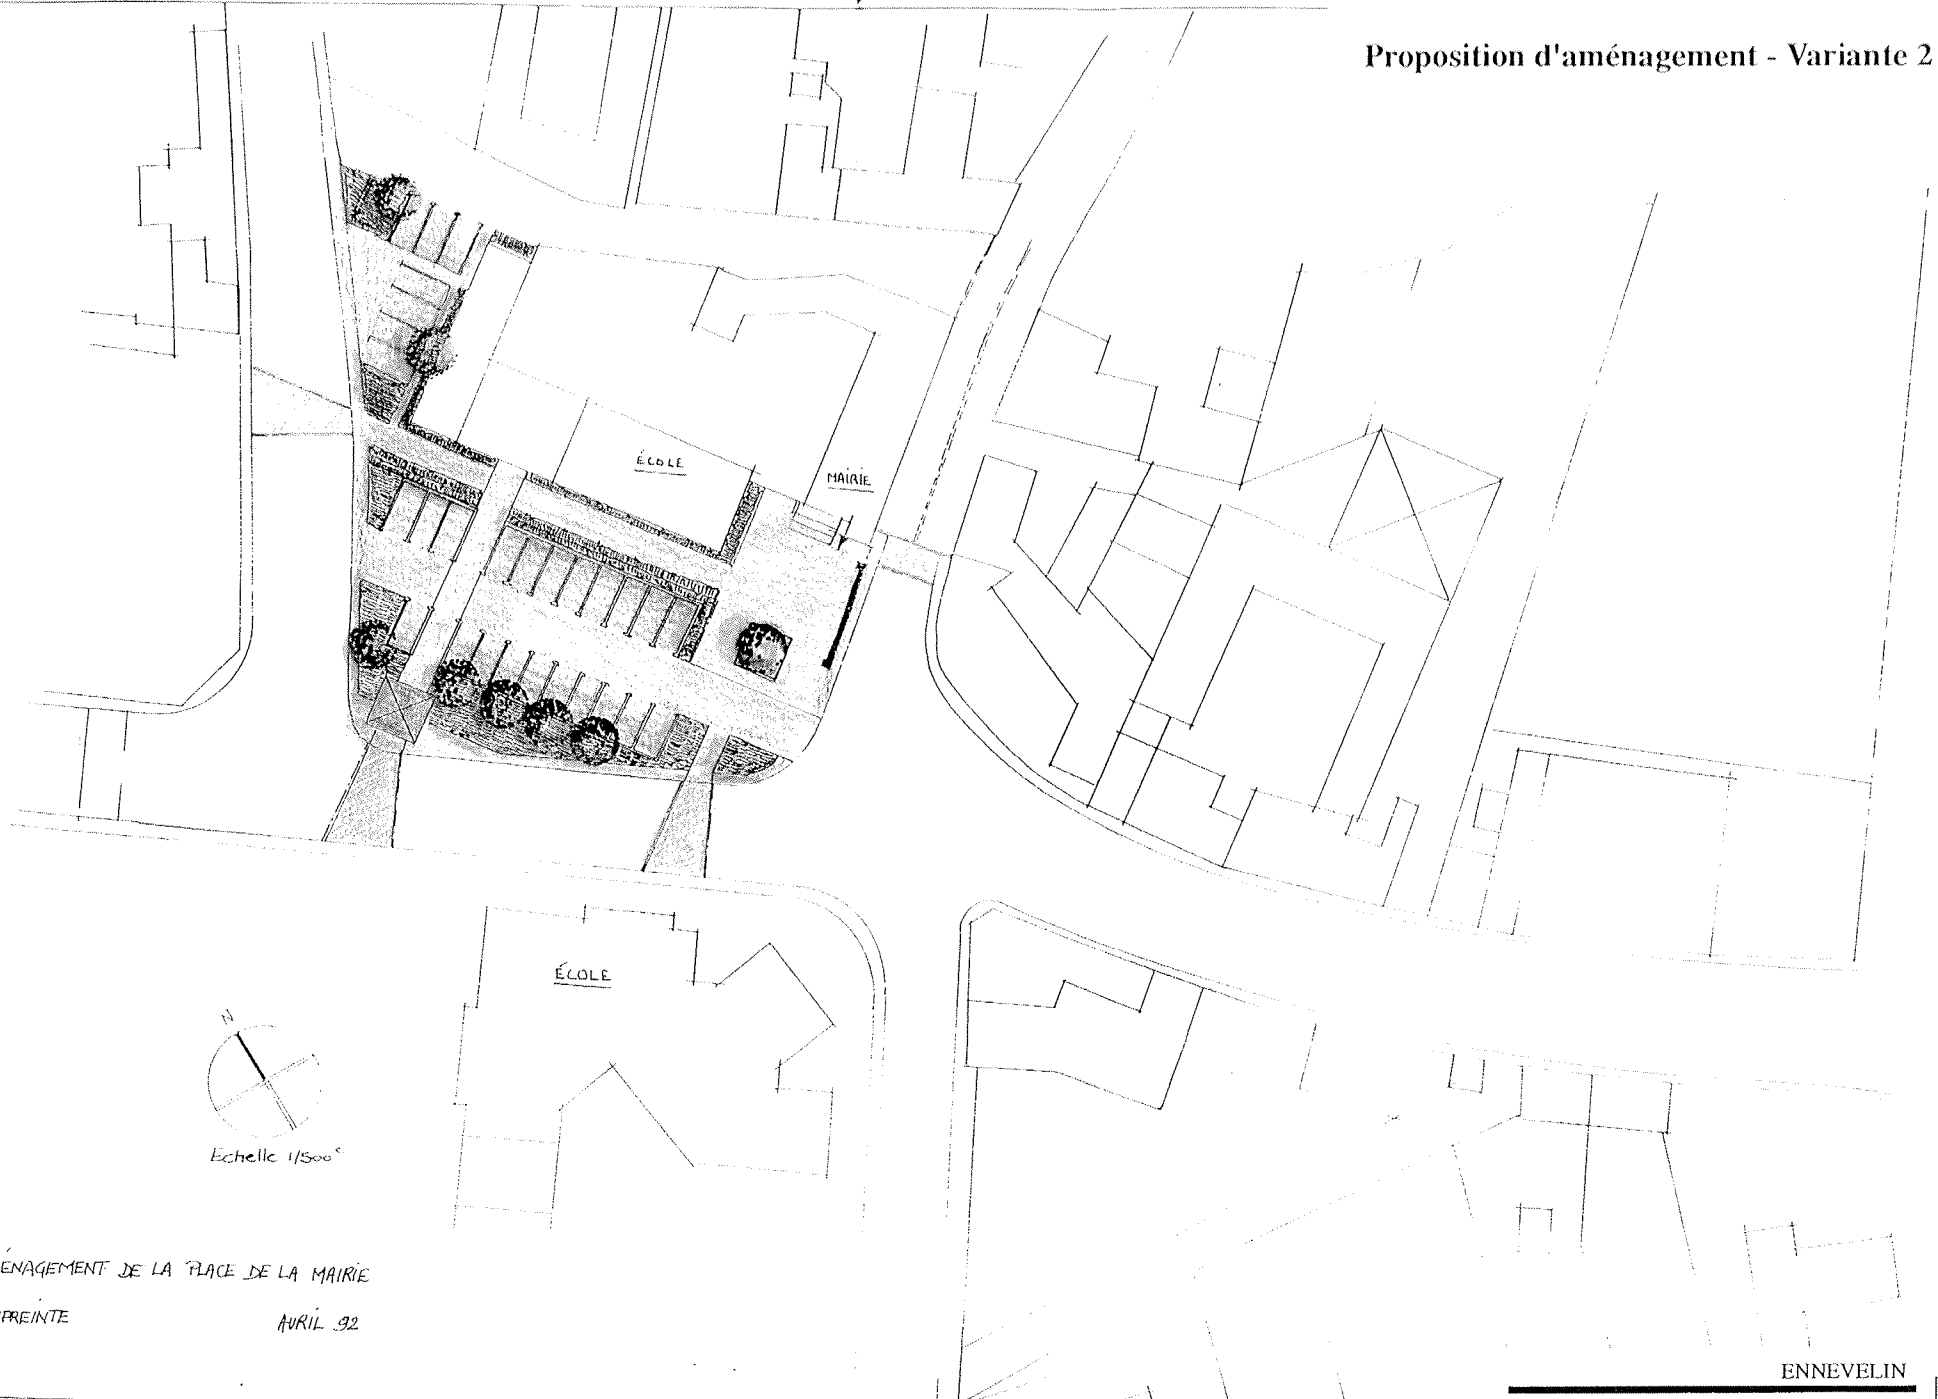 Proposition d'aménagement - Variante 2
ÉCOLE
MAIRIE
ÉCOLE
N
Echelle 1/500e
ÉNAGEMENT DE LA PLACE DE LA MAIRIE
PREINTE AVRIL 92
ENNEVELIN